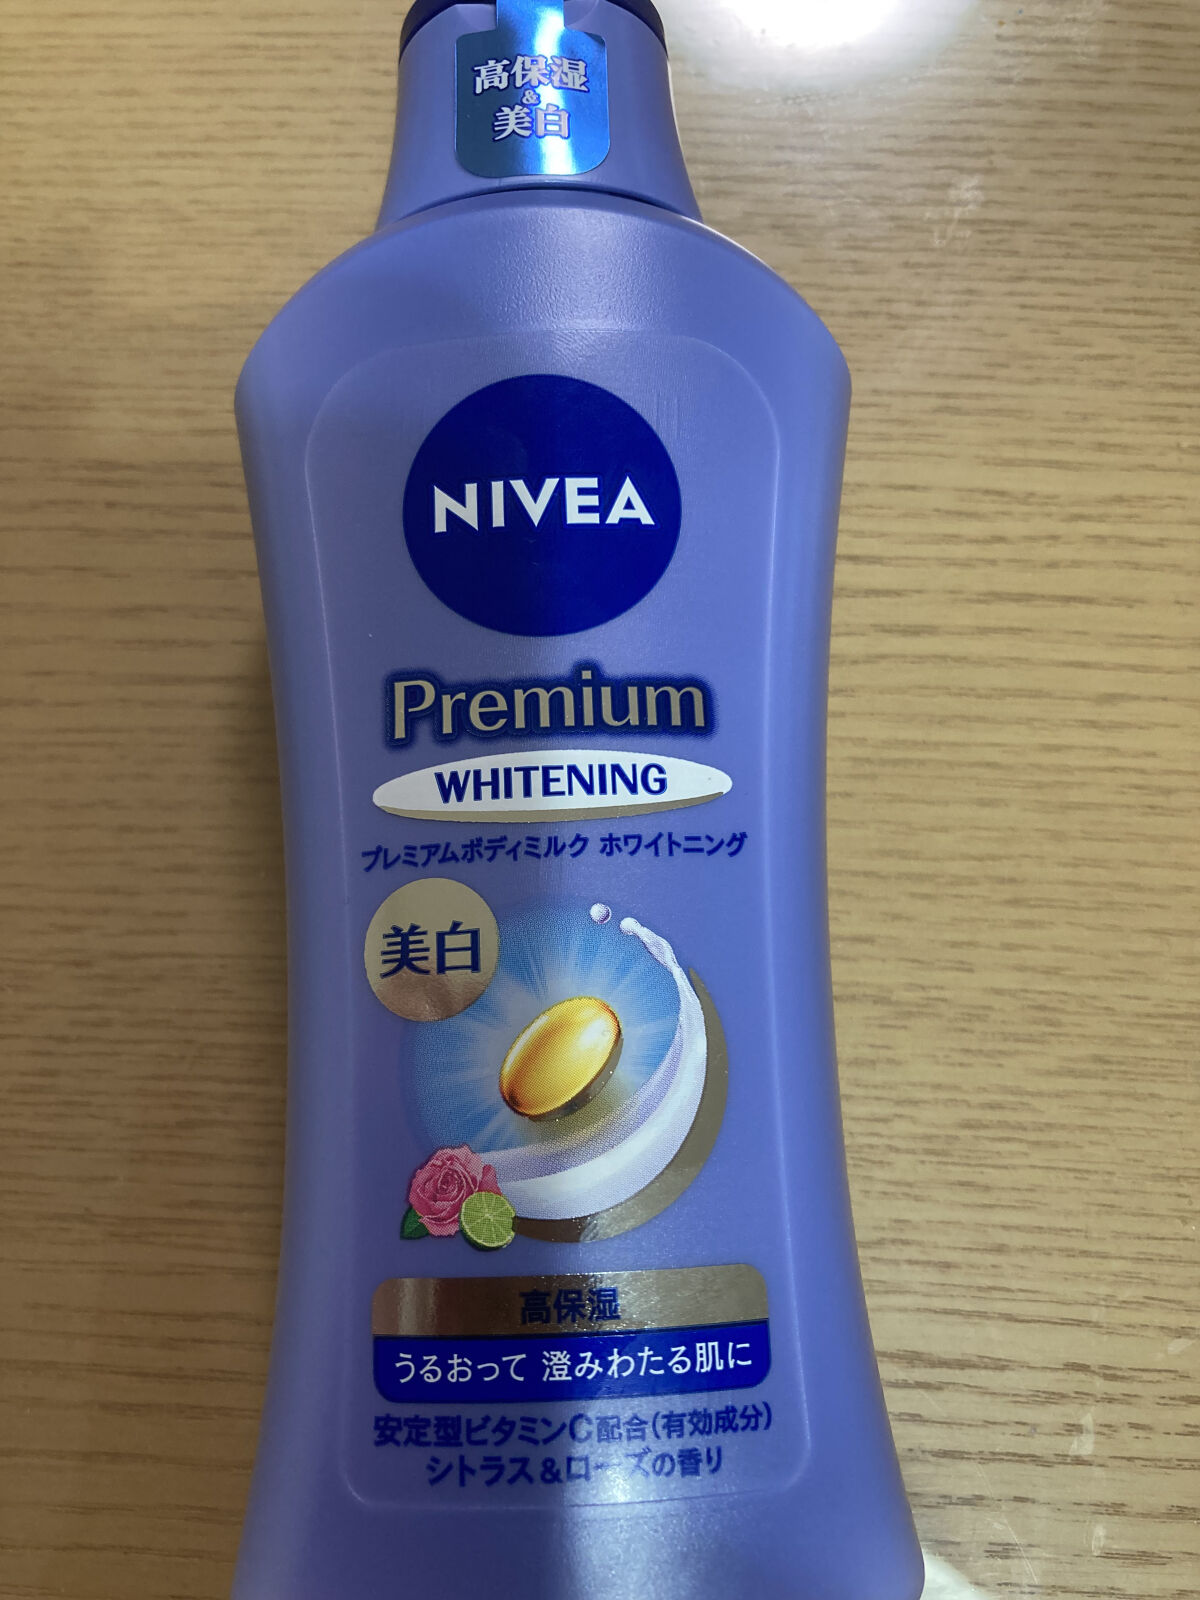 高保湿
&
美白
NIVEA
Premium
WHITENING
プレミアムボディミルク ホワイトニング
美白
高保湿
うるおって 澄みわたる肌に
安定型ビタミンC配合(有効成分)
シトラス&ローズの香り